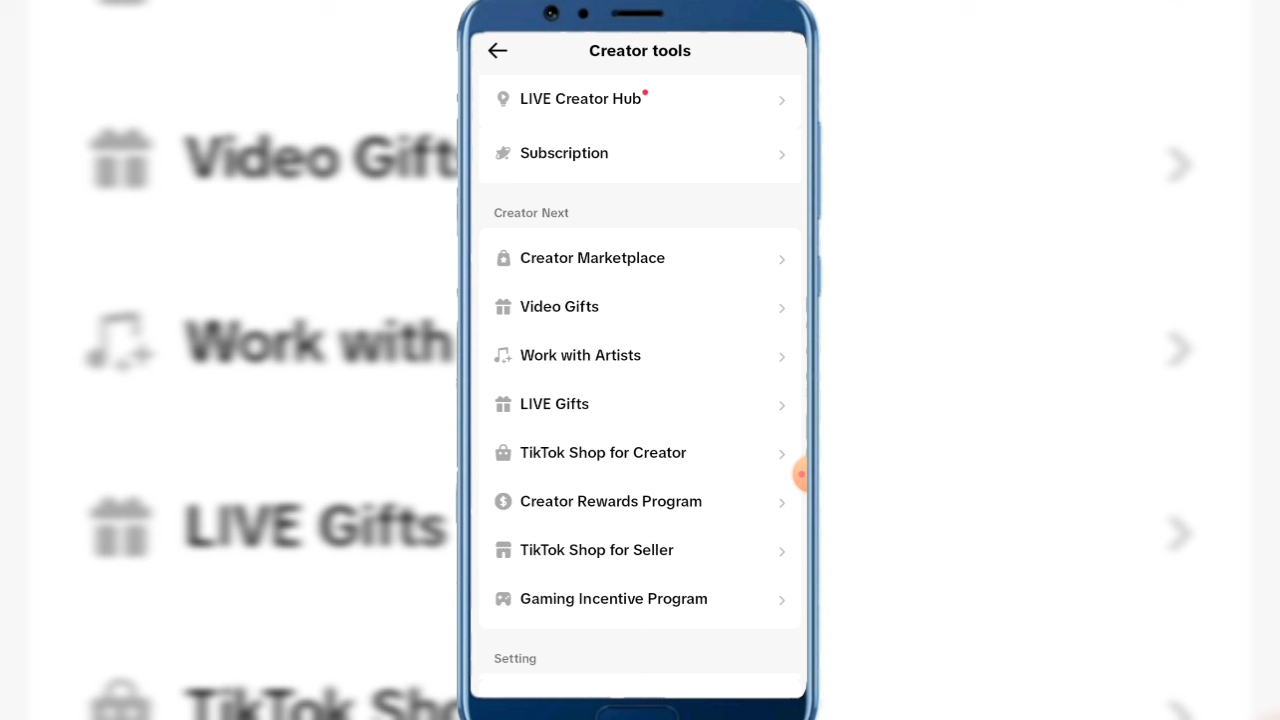 Creator tools
LIVE Creator Hub
Subscription
Creator Next
Creator Marketplace
Video Gifts
Work with Artists
LIVE Gifts
TikTok Shop for Creator
Creator Rewards Program
TikTok Shop for Seller
Gaming Incentive Program
Setting
Video Gift
Work with
LIVE Gifts
TikTok Sho